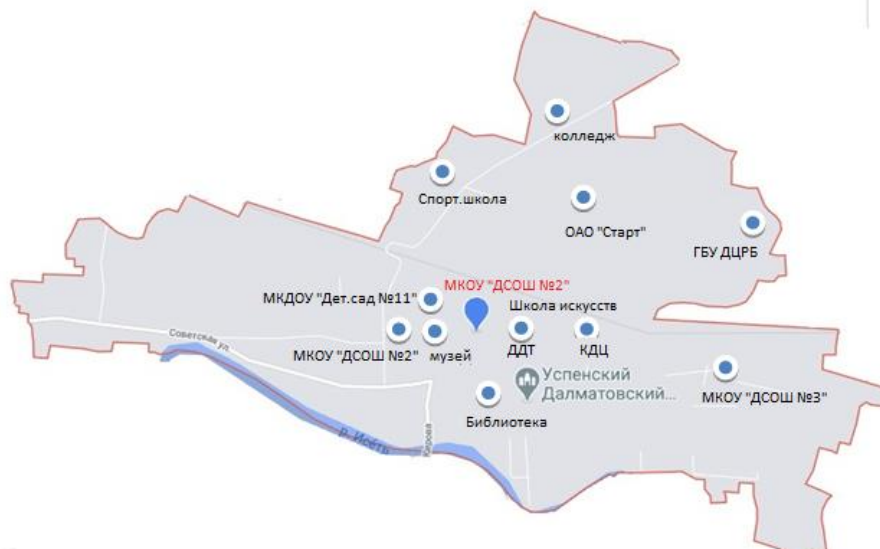 колледж
Спорт.школа
ОАО "Старт"
ГБУ ДЦРБ
МКОУ "ДСОШ №2"
МКДОУ "Дет.сад №11"
Школа искусств
Советская ул.
МКОУ "ДСОШ №2"
музей
ДДТ
КДЦ
Успенский
Далматовский...
МКОУ "ДСОШ №3"
Библиотека
р. Исеть
Кирова